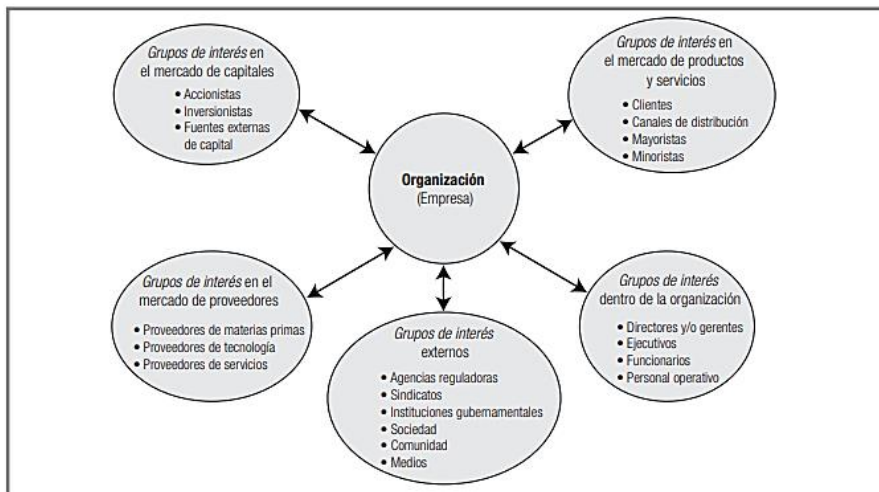 Grupos de interés en
el mercado de capitales
• Accionistas
• Inversionistas
• Fuentes externas
de capital
Grupos de interés en
el mercado de productos
y servicios
• Clientes
• Canales de distribución
• Mayoristas
• Minoristas
Organización
(Empresa)
Grupos de interés en el
mercado de proveedores
• Proveedores de materias primas
• Proveedores de tecnología
• Proveedores de servicios
Grupos de interés
externos
• Agencias reguladoras
• Sindicatos
• Instituciones gubernamentales
• Sociedad
• Comunidad
• Medios
Grupos de interés
dentro de la organización
• Directores y/o gerentes
• Ejecutivos
• Funcionarios
• Personal operativo